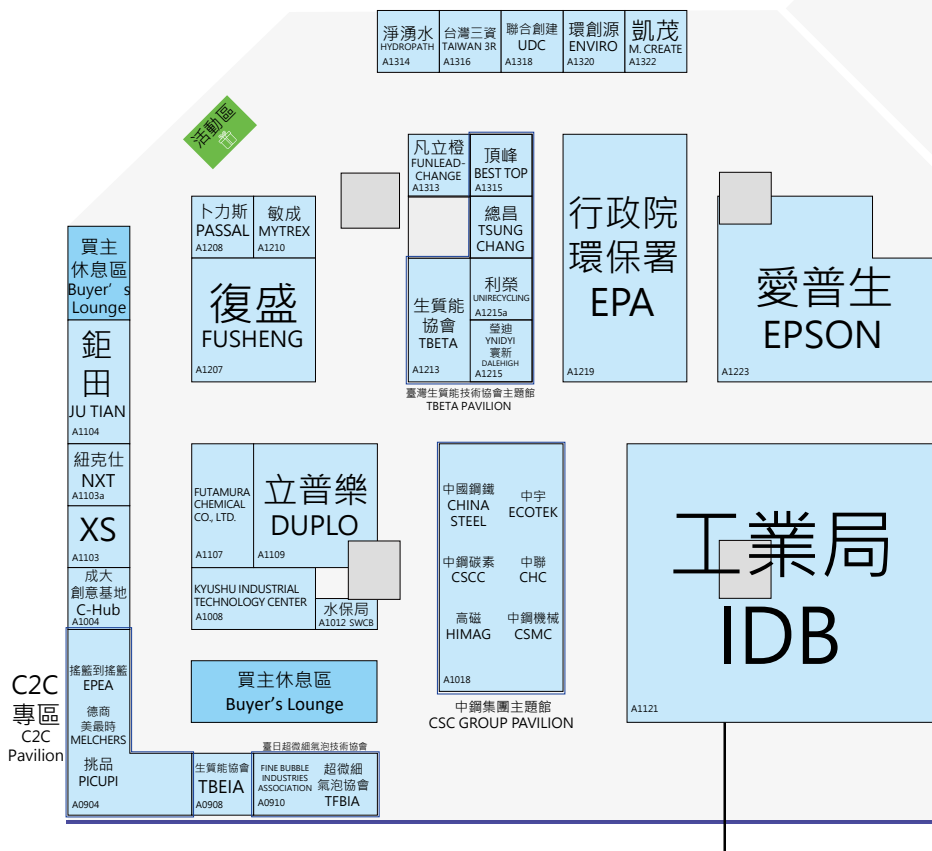 淨湧水
HYDROPATH
A1314
台灣三資
TAIWAN 3R
A1316
聯合創建
UDC
A1318
環創源
ENVIRO
A1320
凱茂
M. CREATE
A1322
活動區
凡立橙
FUNLEAD-
CHANGE
A1313
頂峰
BEST TOP
A1315
總昌
TSUNG
CHANG
生質能
協會
TBETA
A1213
利榮
UNIRECYCLING
A1215a
瑩迪
YNIDYI
寰新
DALEHIGH
A1215
臺灣生質能技術協會主題館
TBETA PAVILION
行政院
環保署
EPA
A1219
愛普生
EPSON
A1223
卜力斯
PASSAL
A1208
敏成
MYTREX
A1210
復盛
FUSHENG
A1207
買主
休息區
Buyer's
Lounge
鉅
田
JU TIAN
A1104
紐克仕
NXT
A1103a
XS
A1103
成大
創意基地
C-Hub
A1004
FUTAMURA
CHEMICAL
CO., LTD.
A1107
立普樂
DUPLO
A1109
KYUSHU INDUSTRIAL
TECHNOLOGY CENTER
A1008
水保局
A1012 SWCB
中國鋼鐵
CHINA
STEEL
中宇
ECOTEK
中鋼碳素
CSCC
中聯
CHC
高磁
HIMAG
中鋼機械
CSMC
A1018
中鋼集團主題館
CSC GROUP PAVILION
工業局
IDB
A1121
買主休息區
Buyer's Lounge
C2C
專區
C2C
Pavilion
搖籃到搖籃
EPEA
德商
美最時
MELCHERS
挑品
PICUPI
A0904
生質能協會
TBEIA
A0908
臺日超微細氣泡技術協會
FINE BUBBLE
INDUSTRIES
ASSOCIATION
A0910
超微細
氣泡協會
TFBIA